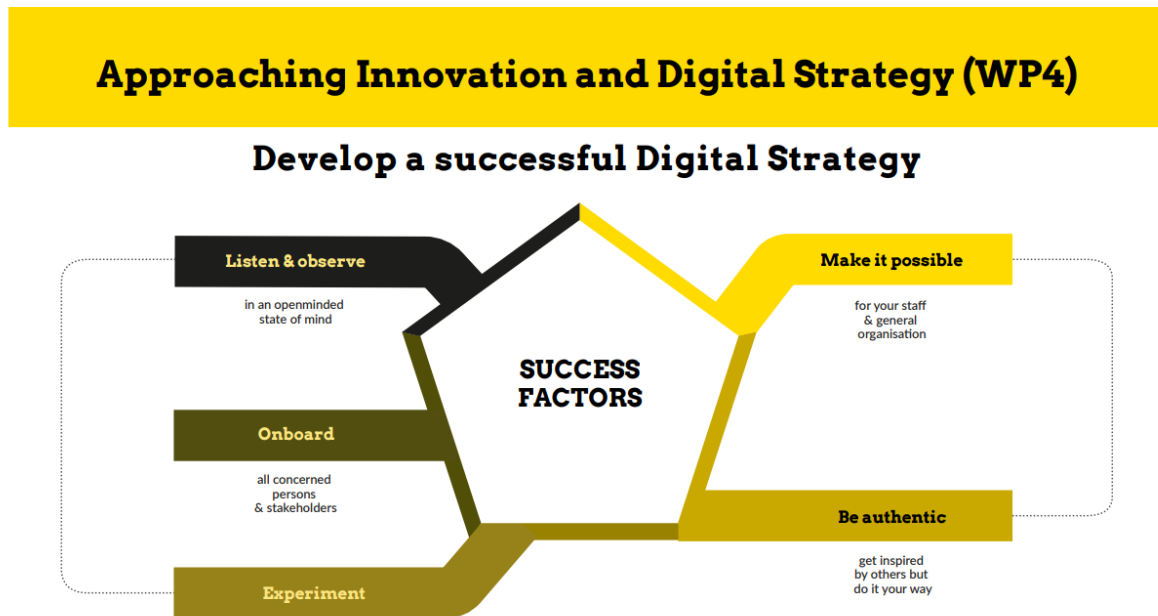 Approaching Innovation and Digital Strategy (WP4)
Develop a successful Digital Strategy
Listen & observe
in an openminded
state of mind
Onboard
all concerned
persons
& stakeholders
Experiment
SUCCESS
FACTORS
Make it possible
for your staff
& general
organisation
Be authentic
get inspired
by others but
do it your way